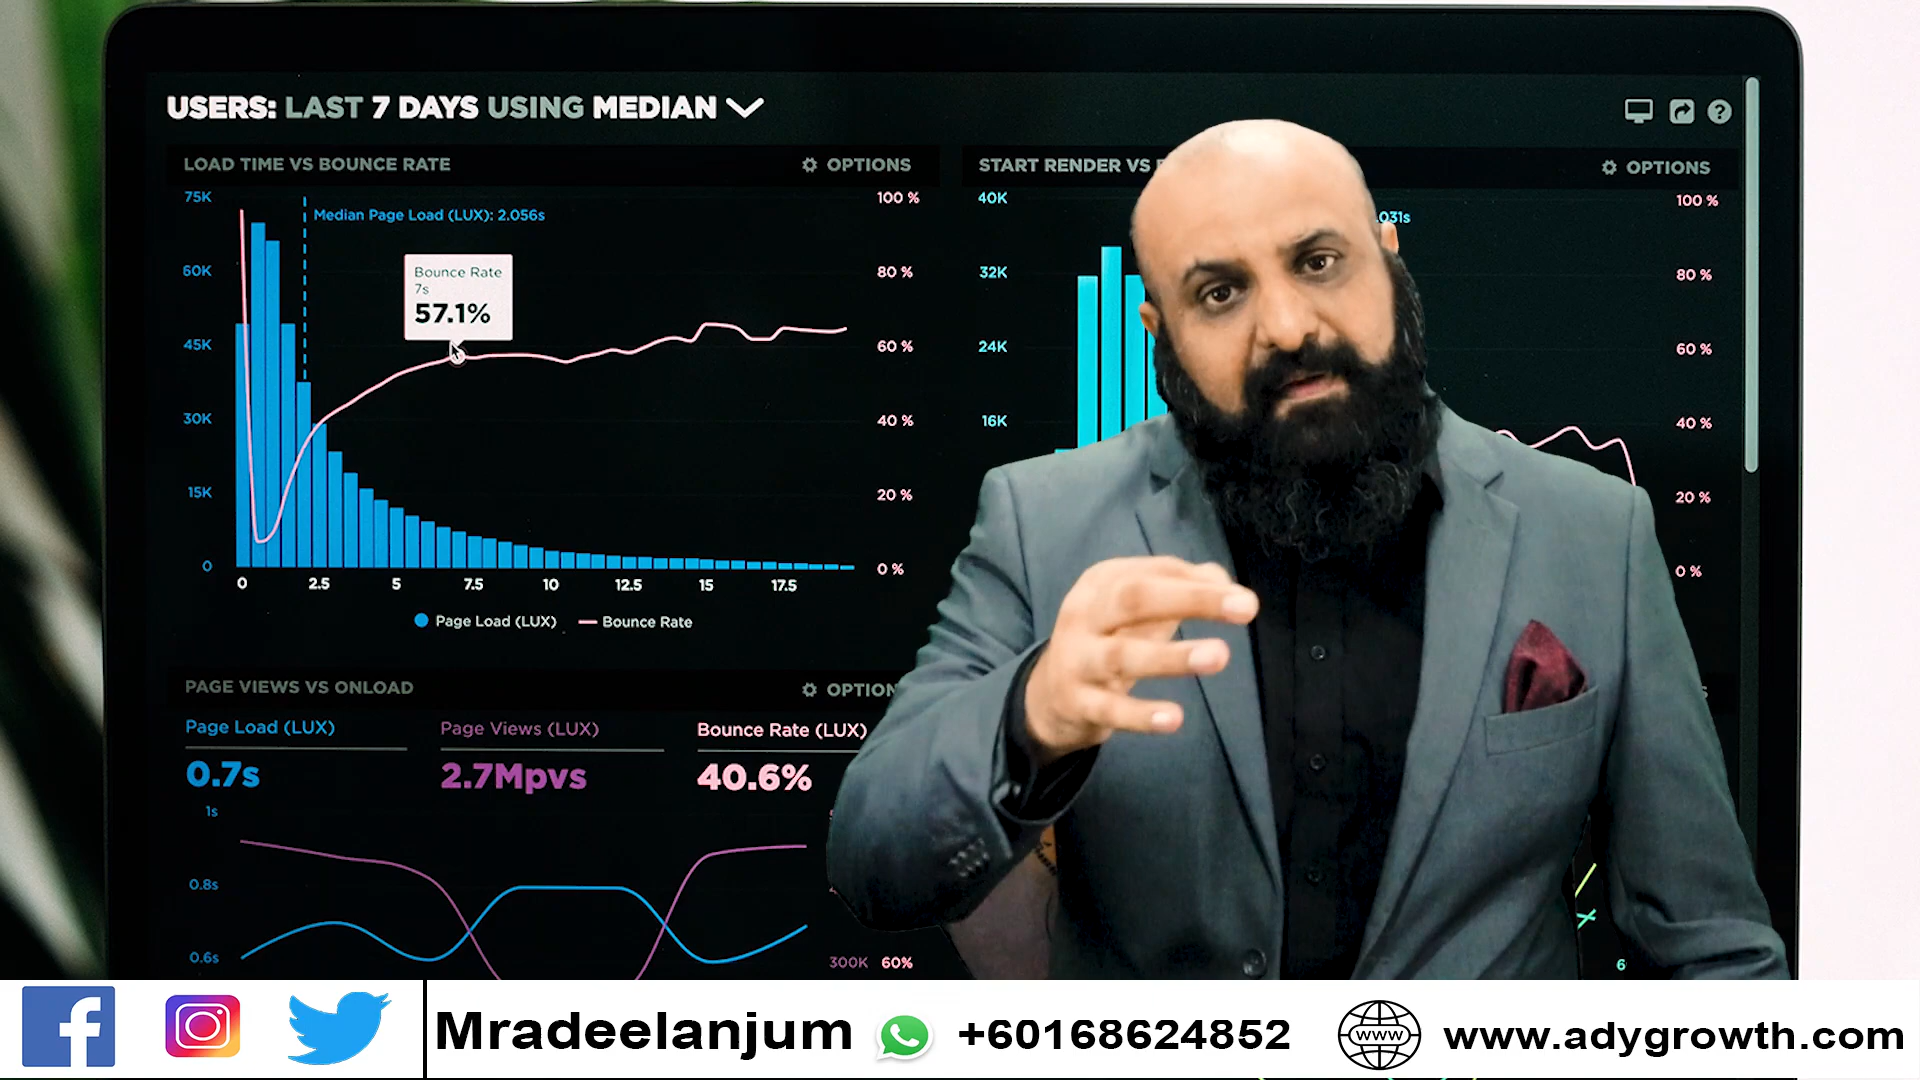 USERS: LAST 7 DAYS USING MEDIAN
LOAD TIME VS BOUNCE RATE
OPTIONS
75K
60K
45K
30K
15K
0
Median Page Load (LUX): 2.056s
Bounce Rate
7s
57.1%
100 %
80 %
60 %
40 %
20 %
0 %
0 2.5 5 7.5 10 12.5 15 17.5
Page Load (LUX) Bounce Rate
START RENDER VS
OPTIONS
40K
32K
24K
16K
031s
100 %
80 %
60 %
40 %
20 %
0 %
PAGE VIEWS VS ONLOAD
OPTION
Page Load (LUX)
0.7s
Page Views (LUX)
2.7Mpvs
Bounce Rate (LUX)
40.6%
1s
0.8s
0.6s
300K 60%
6
Mradeelanjum +60168624852 www.adygrowth.com
WWW